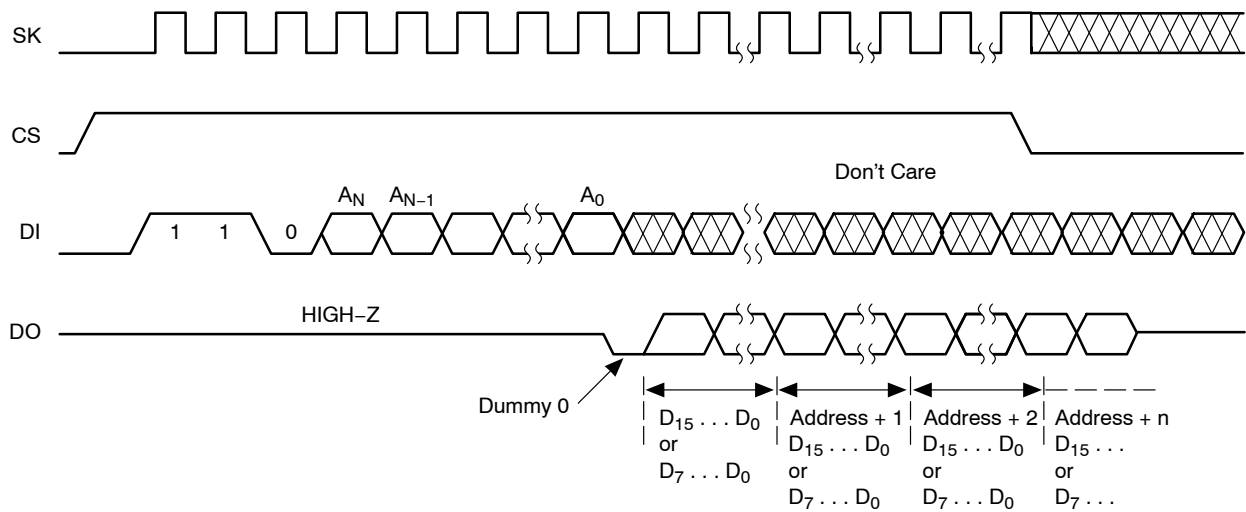 SK
CS
Don't Care
A_N A_{N−1} A_0
DI 1 1 0
HIGH−Z
DO
Dummy 0
D_15 . . . D_0
or
D_7 . . . D_0
Address + 1
D_15 . . . D_0
or
D_7 . . . D_0
Address + 2
D_15 . . . D_0
or
D_7 . . . D_0
Address + n
D_15 . . .
or
D_7 . . .